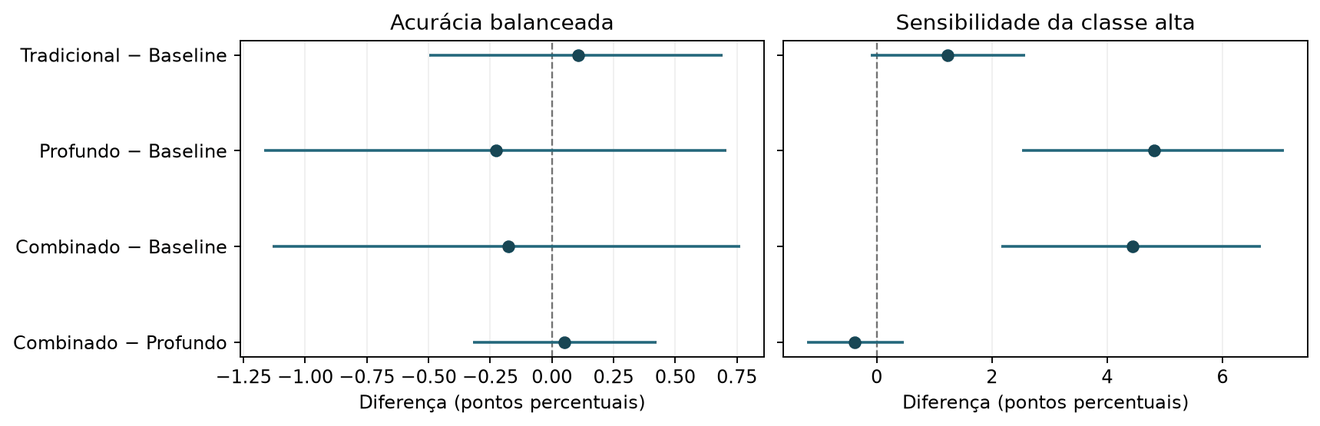 Acurácia balanceada
Sensibilidade da classe alta
Tradicional − Baseline
Profundo − Baseline
Combinado − Baseline
Combinado − Profundo
−1.25 −1.00 −0.75 −0.50 −0.25 0.00 0.25 0.50 0.75
0 2 4 6
Diferença (pontos percentuais)
Diferença (pontos percentuais)